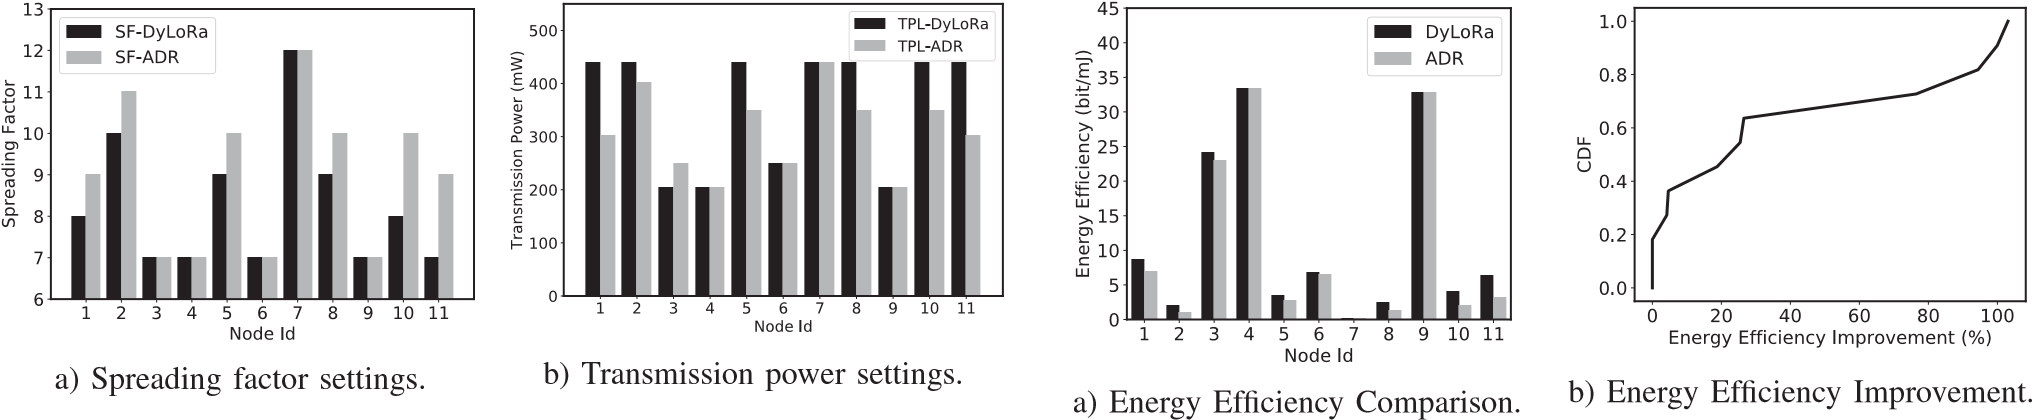 13
12
11
10
9
8
7
6
Spreading Factor
SF-DyLoRa
SF-ADR
1 2 3 4 5 6 7 8 9 10 11
Node Id
a) Spreading factor settings.
500
400
300
200
100
0
Transmission Power (mW)
TPL-DyLoRa
TPL-ADR
1 2 3 4 5 6 7 8 9 10 11
Node Id
b) Transmission power settings.
45
40
35
30
25
20
15
10
5
0
Energy Efficiency (bit/mJ)
DyLoRa
ADR
1 2 3 4 5 6 7 8 9 10 11
Node Id
a) Energy Efficiency Comparison.
1.0
0.8
0.6
0.4
0.2
0.0
CDF
0 20 40 60 80 100
Energy Efficiency Improvement (%)
b) Energy Efficiency Improvement.